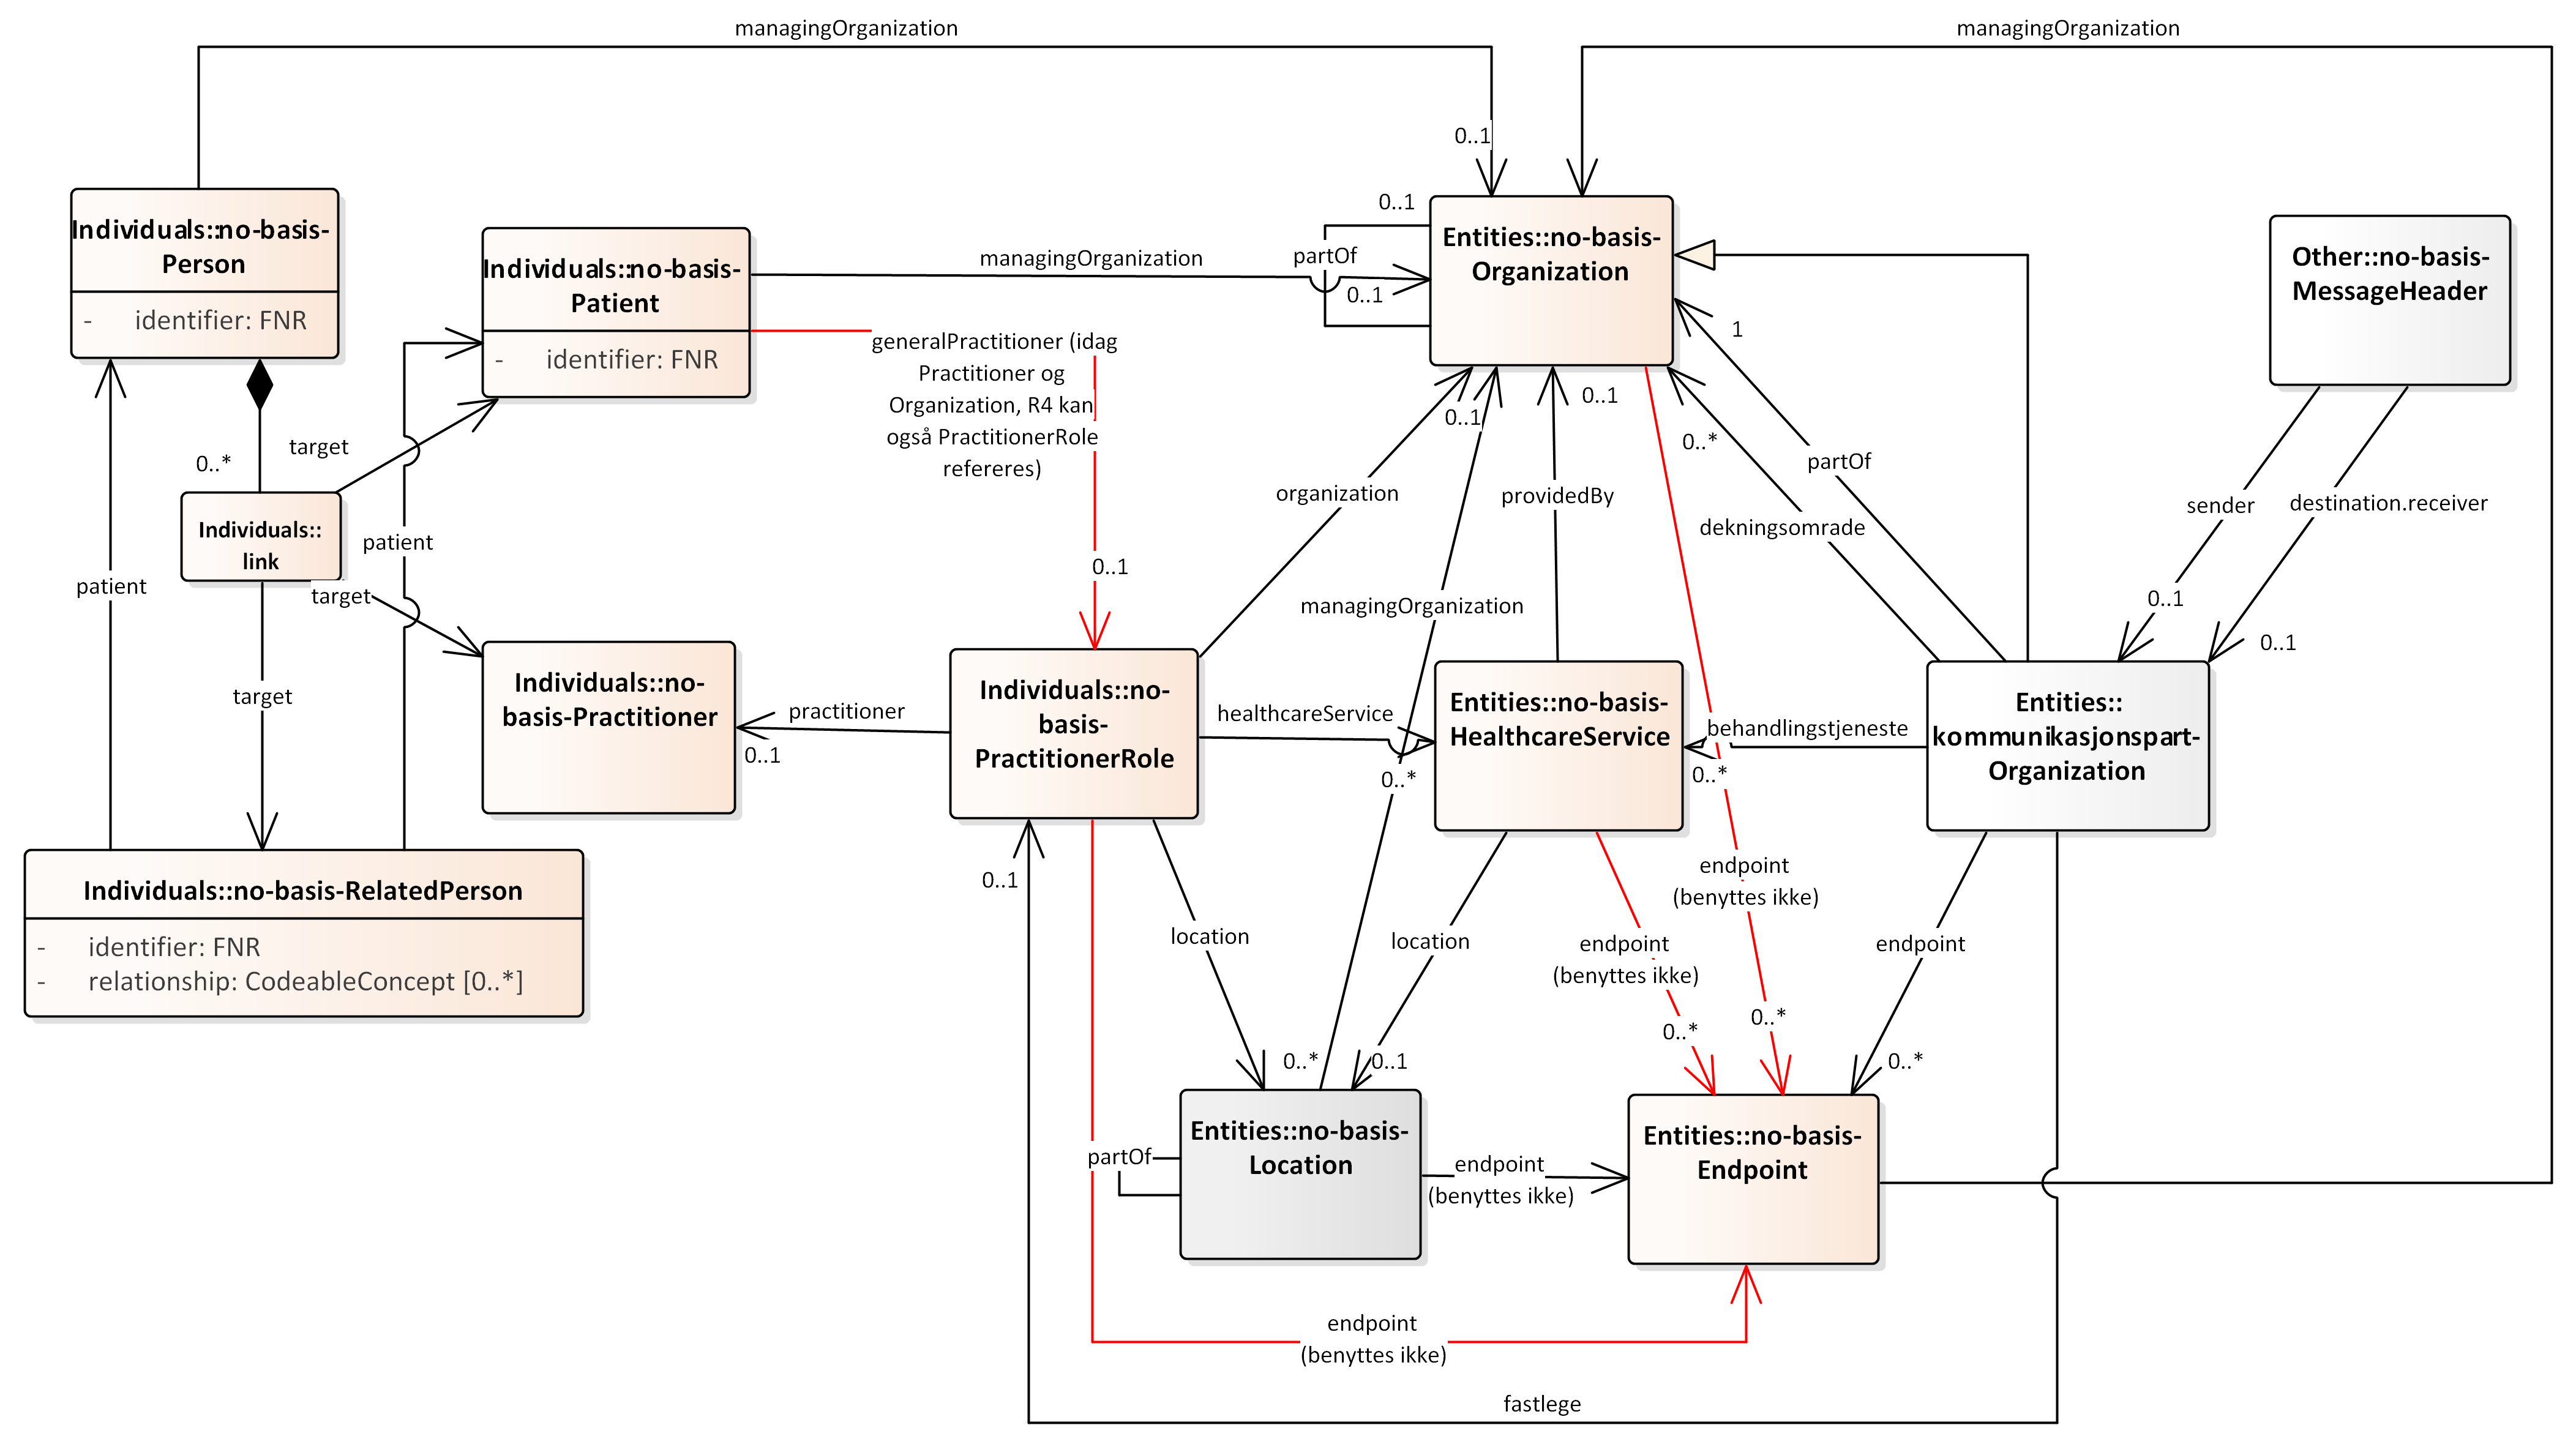 managingOrganization
managingOrganization
0..1
Individuals::no-basis-
Person
- identifier: FNR
Individuals::no-basis-
Patient
- identifier: FNR
managingOrganization
0..1
partOf
0..1
Entities::no-basis-
Organization
Other::no-basis-
MessageHeader
generalPractitioner (idag
Practitioner og
Organization, R4 kan
også PractitionerRole
refereres)
0..1
1
0..1
0..1
0..*
target
0..*
partOf
Individuals::
link
patient
organization
providedBy
dekningsomrade
sender
destination.receiver
patient
target
0..1
managingOrganization
0..1
0..1
target
Individuals::no-
basis-Practitioner
practitioner
0..1
Individuals::no-
basis-
PractitionerRole
healthcareService
0..*
Entities::no-basis-
HealthcareService
behandlingstjeneste
0..*
Entities::
kommunikasjonspart-
Organization
Individuals::no-basis-RelatedPerson
- identifier: FNR
- relationship: CodeableConcept [0..*]
0..1
location
location
endpoint
(benyttes ikke)
endpoint
(benyttes ikke)
endpoint
0..*
0..1
0..*
0..*
0..*
partOf
Entities::no-basis-
Location
endpoint
(benyttes ikke)
Entities::no-basis-
Endpoint
endpoint
(benyttes ikke)
fastlege